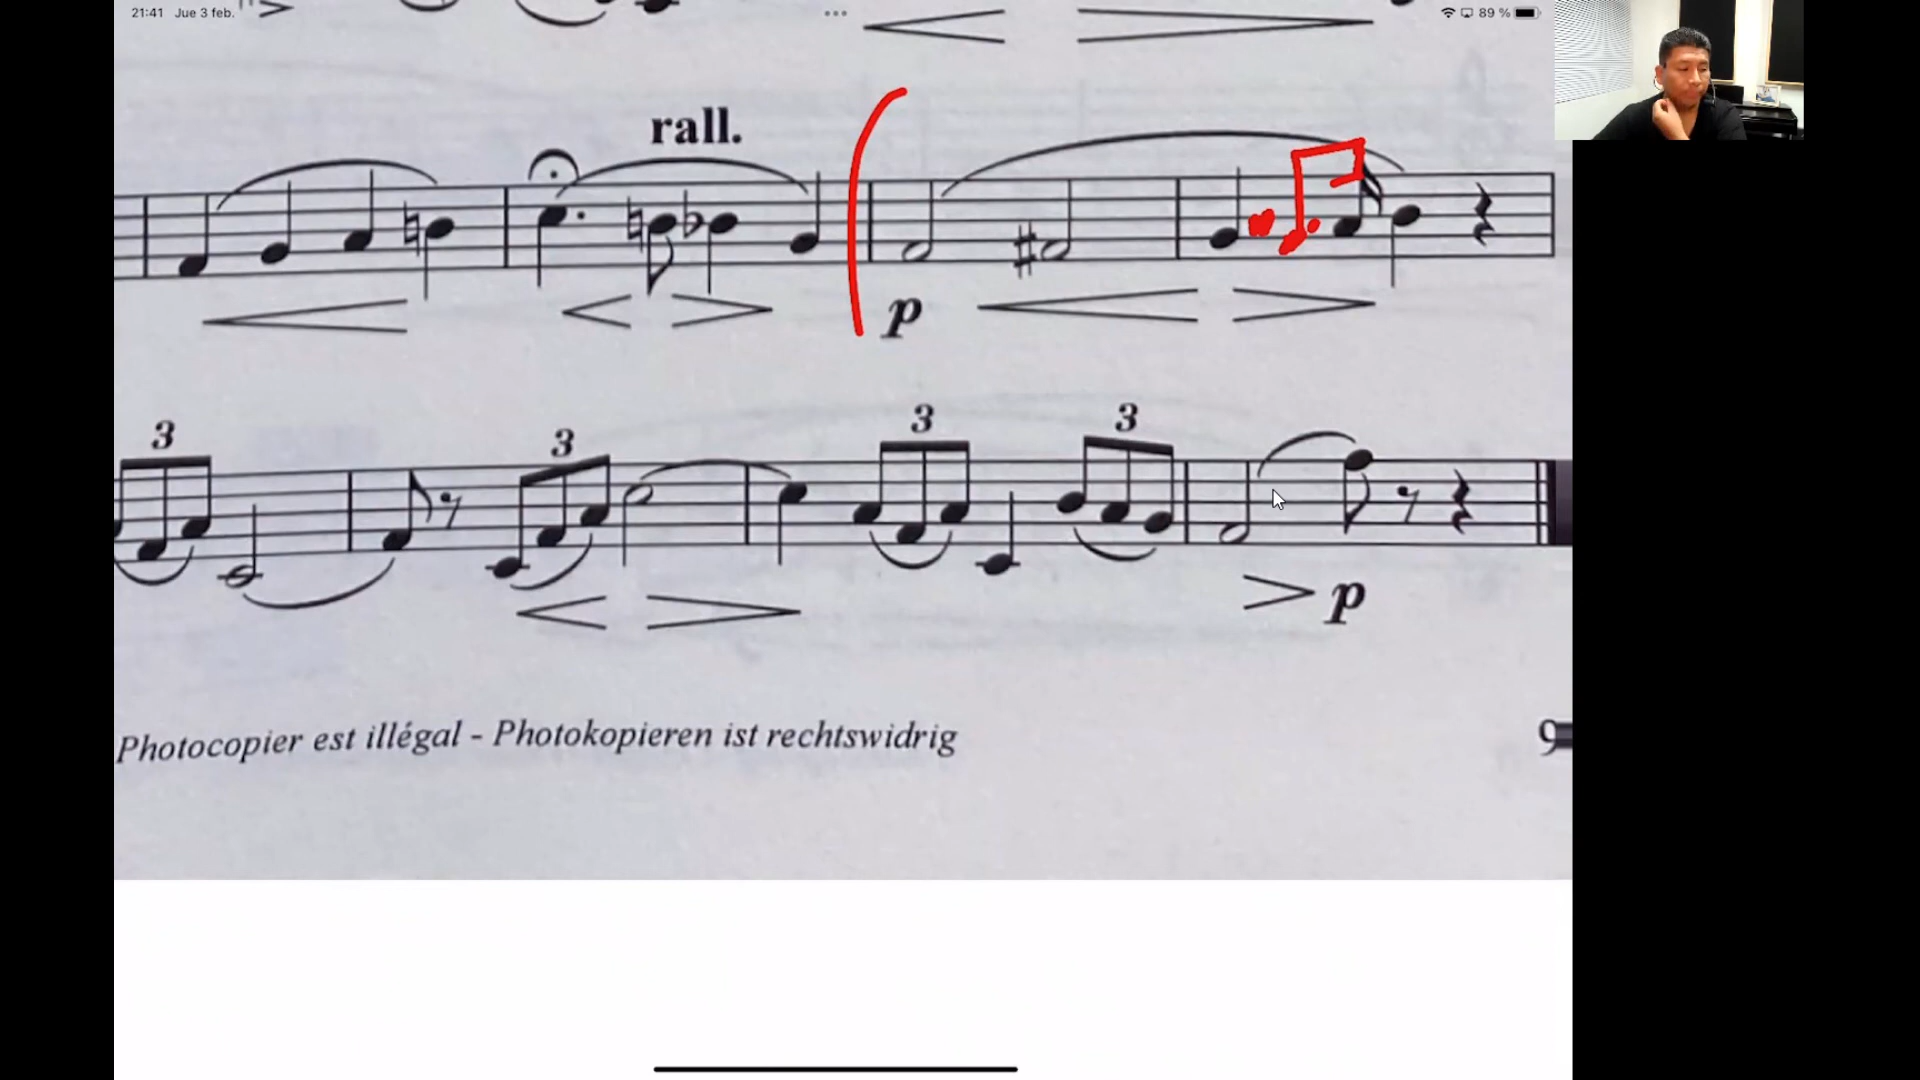 21:41 Jue 3 feb.
89 %
rall.
p
3
3
3
3
p
Photocopier est illégal - Photokopieren ist rechtswidrig
9